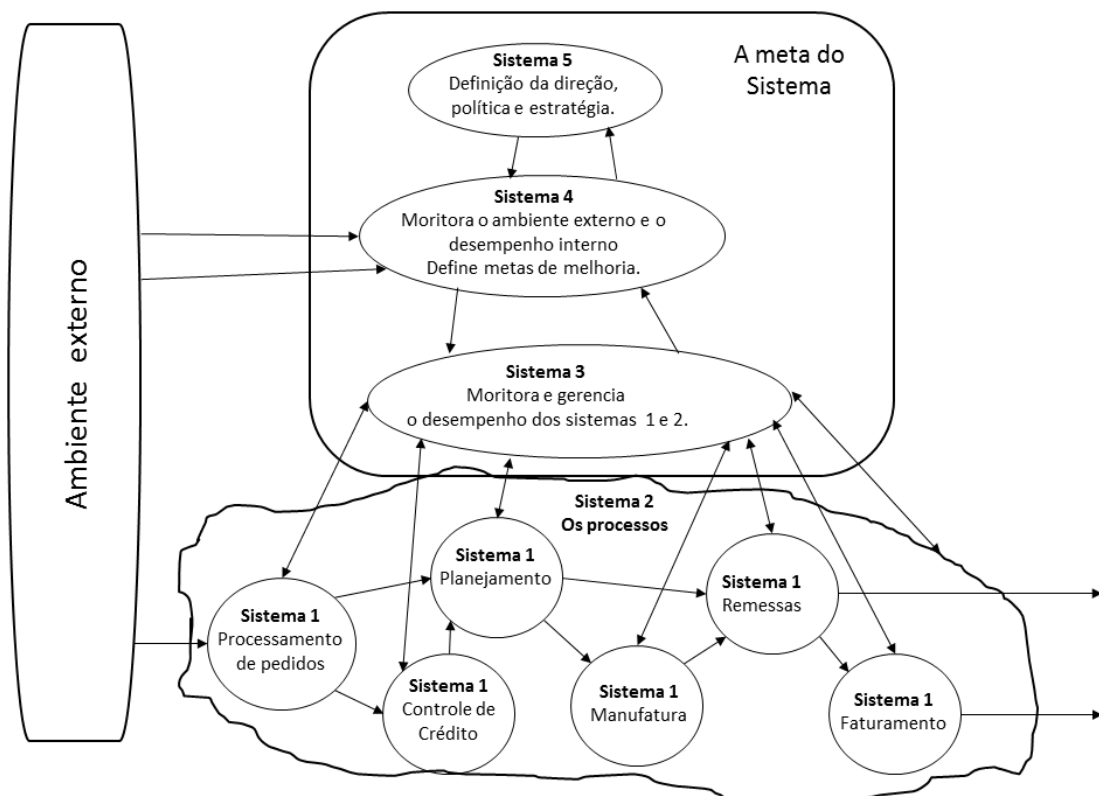 Ambiente externo
A meta do
Sistema
Sistema 5
Definição da direção,
política e estratégia.
Sistema 4
Moritora o ambiente externo e o
desempenho interno
Define metas de melhoria.
Sistema 3
Moritora e gerencia
o desempenho dos sistemas 1 e 2.
Sistema 2
Os processos
Sistema 1
Processamento
de pedidos
Sistema 1
Controle de
Crédito
Sistema 1
Planejamento
Sistema 1
Manufatura
Sistema 1
Remessas
Sistema 1
Faturamento